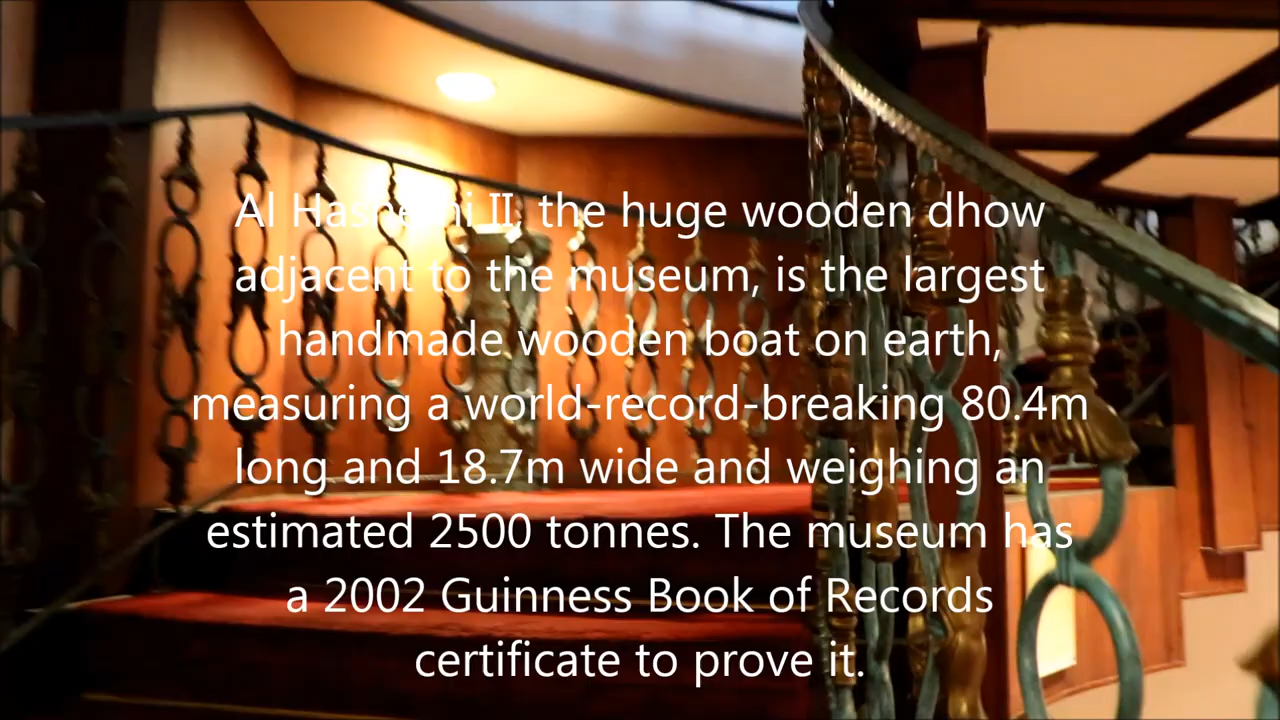 Al Hashemi II, the huge wooden dhow
adjacent to the museum, is the largest
handmade wooden boat on earth,
measuring a world-record-breaking 80.4m
long and 18.7m wide and weighing an
estimated 2500 tonnes. The museum has
a 2002 Guinness Book of Records
certificate to prove it.